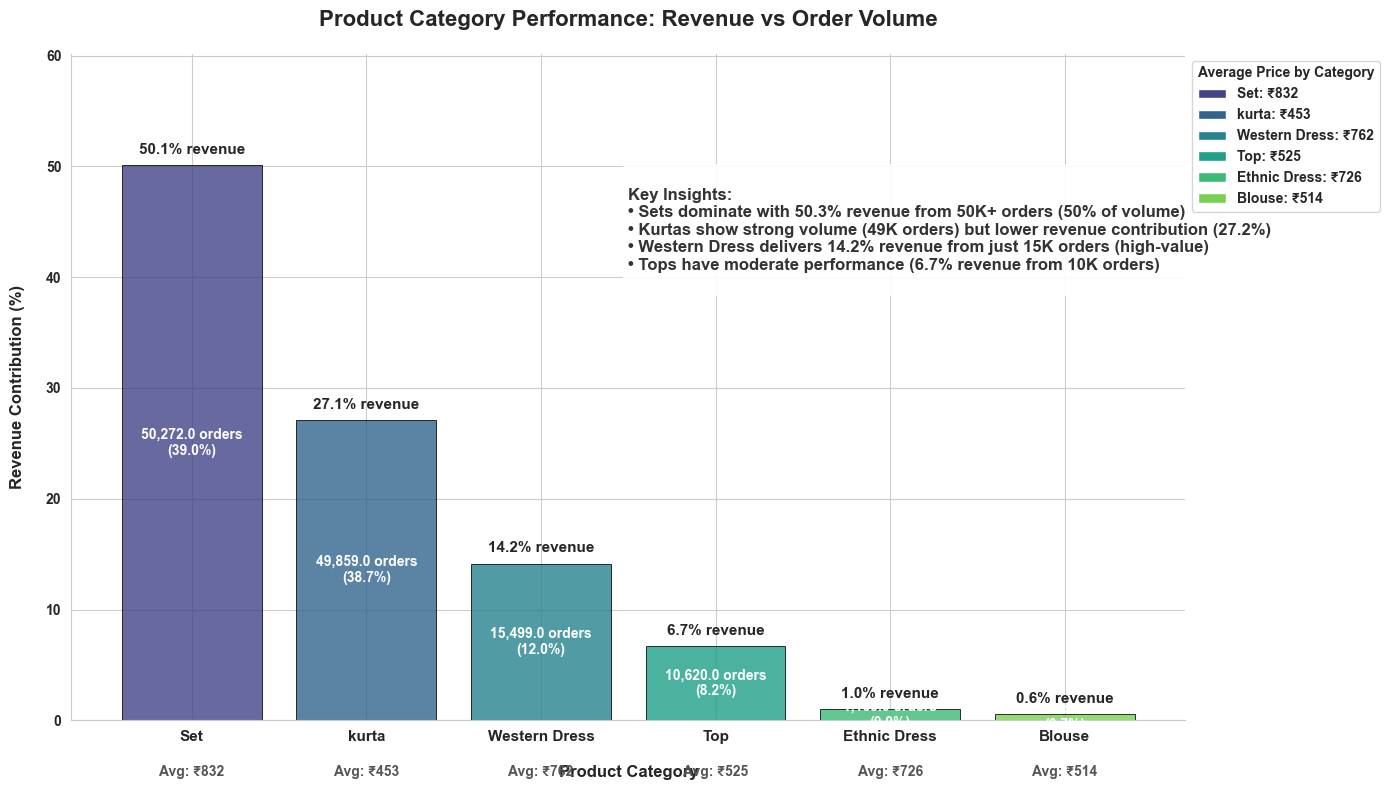 Product Category Performance: Revenue vs Order Volume
Revenue Contribution (%)
60
50
40
30
20
10
0
50.1% revenue
50,272.0 orders
(39.0%)
27.1% revenue
49,859.0 orders
(38.7%)
14.2% revenue
15,499.0 orders
(12.0%)
6.7% revenue
10,620.0 orders
(8.2%)
1.0% revenue
0.6% revenue
Key Insights:
• Sets dominate with 50.3% revenue from 50K+ orders (50% of volume)
• Kurtas show strong volume (49K orders) but lower revenue contribution (27.2%)
• Western Dress delivers 14.2% revenue from just 15K orders (high-value)
• Tops have moderate performance (6.7% revenue from 10K orders)
Average Price by Category
Set: ₹832
kurta: ₹453
Western Dress: ₹762
Top: ₹525
Ethnic Dress: ₹726
Blouse: ₹514
Set
kurta
Western Dress
Top
Ethnic Dress
Blouse
Avg: ₹832
Avg: ₹453
Avg: ₹762
Product Category
Avg: ₹525
Avg: ₹726
Avg: ₹514